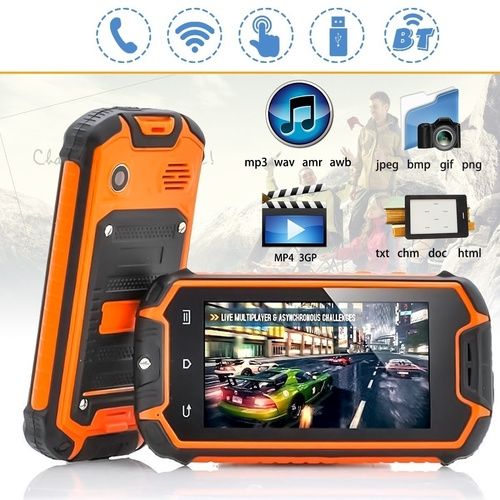 BT
Cha
mp3 wav amr awb
jpeg bmp gif png
MP4 3GP
txt chm doc html
» LIVE MULTIPLAYER & ASYNCHRONOUS CHALLENGES